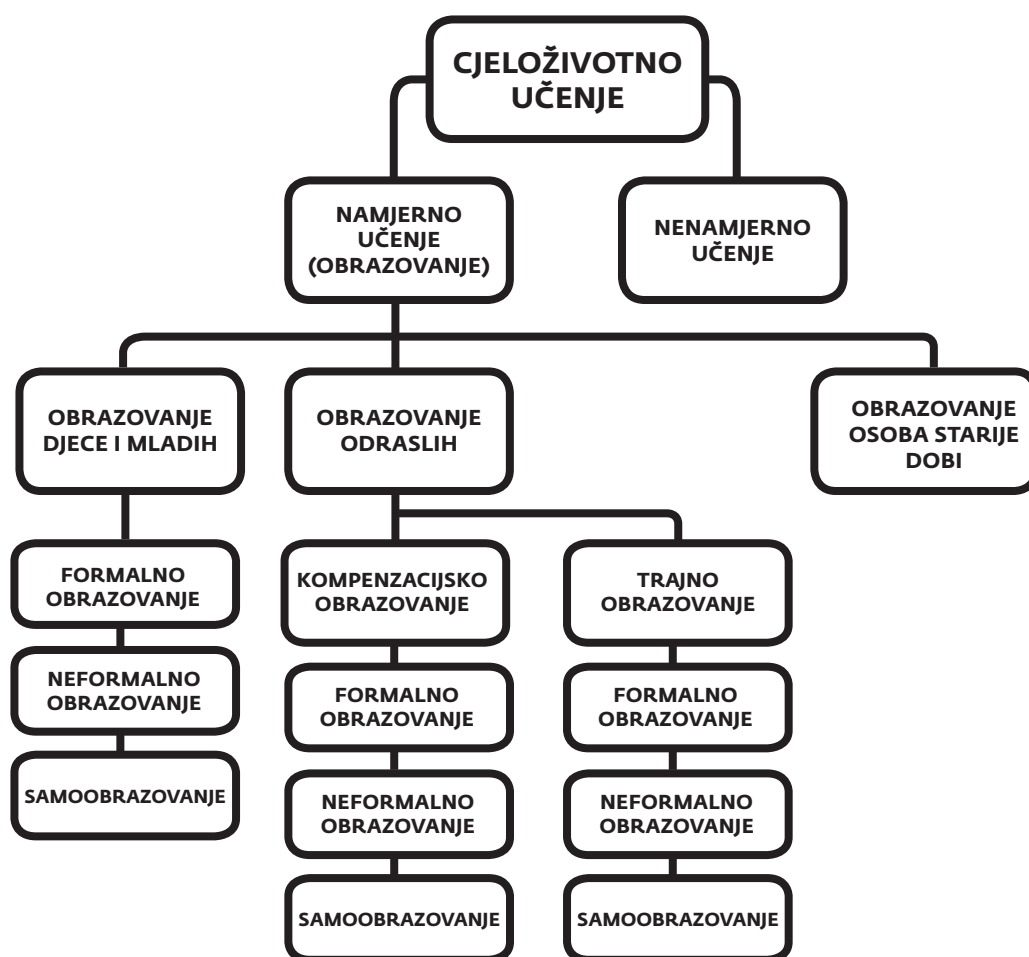 CJELOŽIVOTNO
UČENJE
NAMJERNO
UČENJE
(OBRAZOVANJE)
NENAMJERNO
UČENJE
OBRAZOVANJE
DJECE I MLADIH
OBRAZOVANJE
ODRASLIH
OBRAZOVANJE
OSOBA STARIJE
DOBI
FORMALNO
OBRAZOVANJE
KOMPENZACIJSKO
OBRAZOVANJE
TRAJNO
OBRAZOVANJE
NEFORMALNO
OBRAZOVANJE
FORMALNO
OBRAZOVANJE
FORMALNO
OBRAZOVANJE
SAMOOBRAZOVANJE
NEFORMALNO
OBRAZOVANJE
NEFORMALNO
OBRAZOVANJE
SAMOOBRAZOVANJE
SAMOOBRAZOVANJE